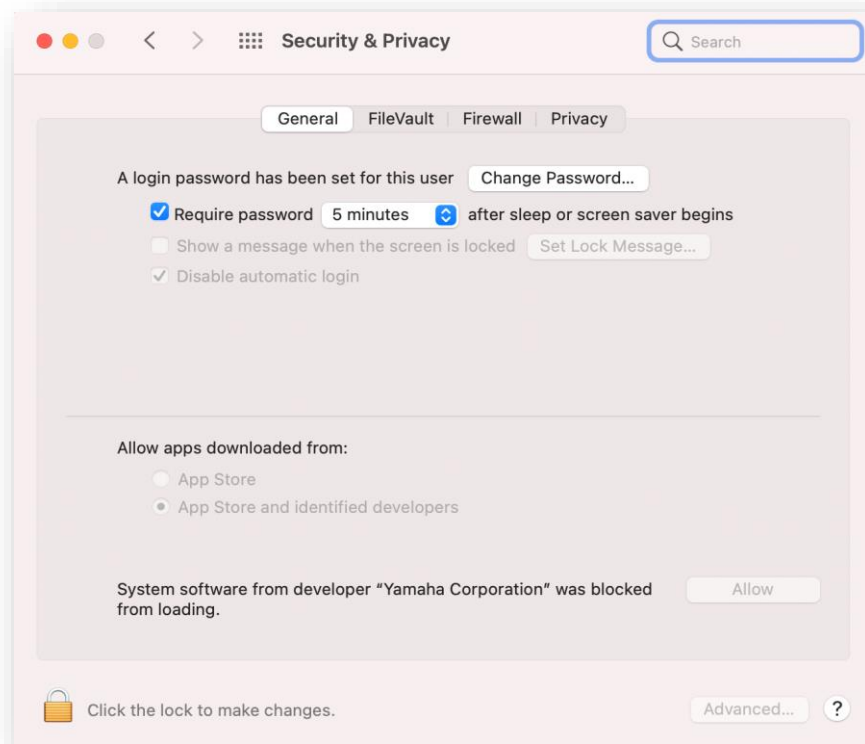 Security & Privacy
Search
General FileVault Firewall Privacy
A login password has been set for this user Change Password...
Require password 5 minutes after sleep or screen saver begins
Show a message when the screen is locked Set Lock Message...
Disable automatic login
Allow apps downloaded from:
App Store
App Store and identified developers
System software from developer “Yamaha Corporation” was blocked
from loading.
Allow
Click the lock to make changes.
Advanced... ?